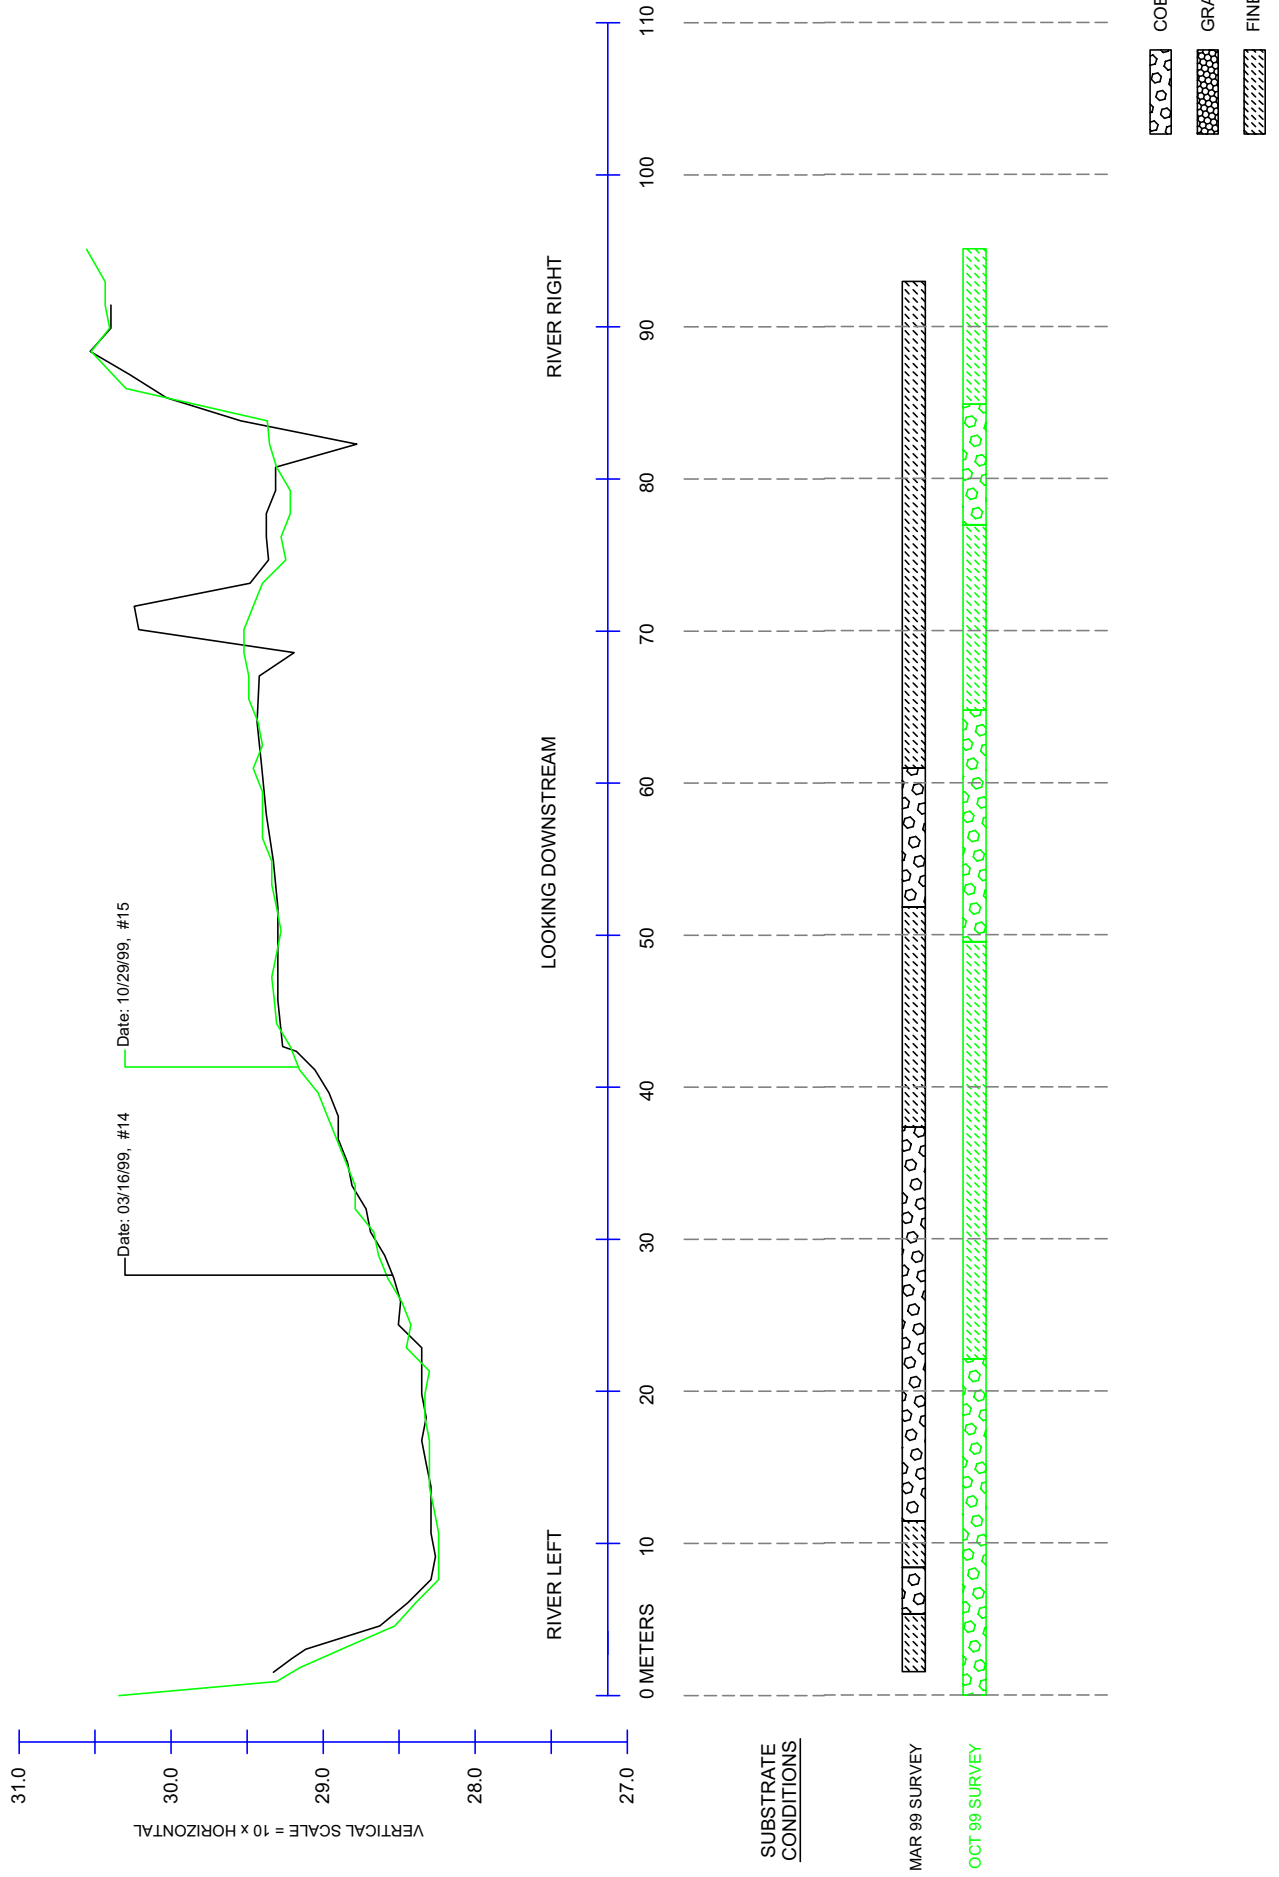 31.0
30.0
29.0
28.0
27.0
VERTICAL SCALE = 10 x HORIZONTAL
Date: 03/16/99, #14
Date: 10/29/99, #15
RIVER LEFT
LOOKING DOWNSTREAM
RIVER RIGHT
0 METERS
10
20
30
40
50
60
70
80
90
100
110
SUBSTRATE
CONDITIONS
MAR 99 SURVEY
OCT 99 SURVEY